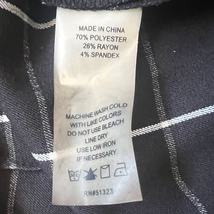 MADE IN CHINA
70% POLYESTER
26% RAYON
4% SPANDEX
MACHINE WASH COLD
WITH LIKE COLORS
DO NOT USE BLEACH
LINE DRY
USE LOW IRON
IF NECESSARY.
RN#51323